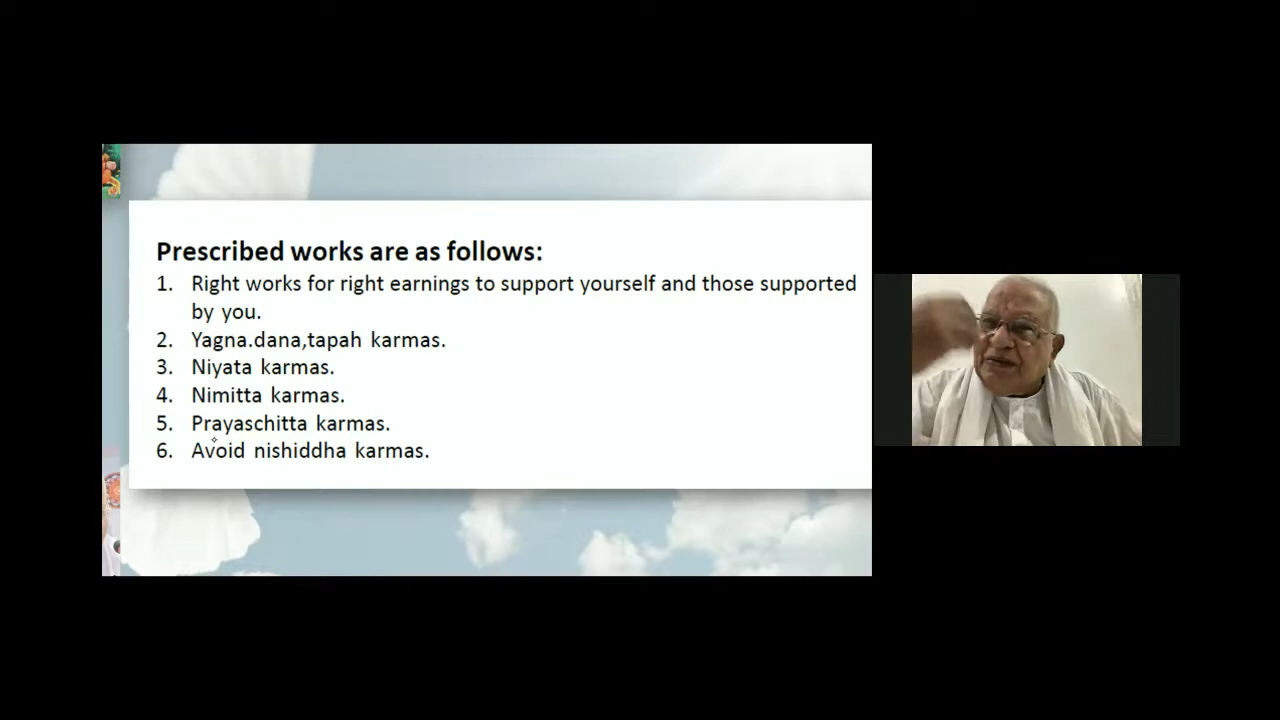 Prescribed works are as follows:
1. Right works for right earnings to support yourself and those supported
by you.
2. Yagna.dana,tapah karmas.
3. Niyata karmas.
4. Nimitta karmas.
5. Prayaschitta karmas.
6. Avoid nishiddha karmas.